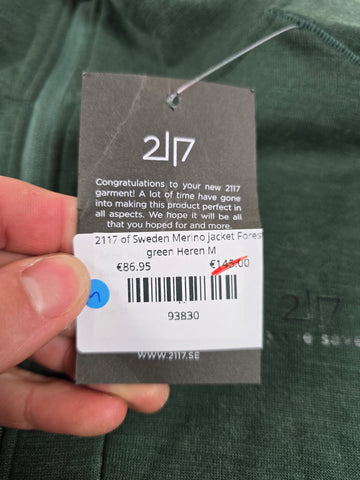 2117
Congratulations to your new 2117
garment! A lot of time have gone
into making this product perfect in
all aspects. We hope it will be all
that you hoped for and more.
2117 of Sweden Merino jacket Forest
green Heren M
€86.95 €145.00
93830
WWW.2117.SE
2117